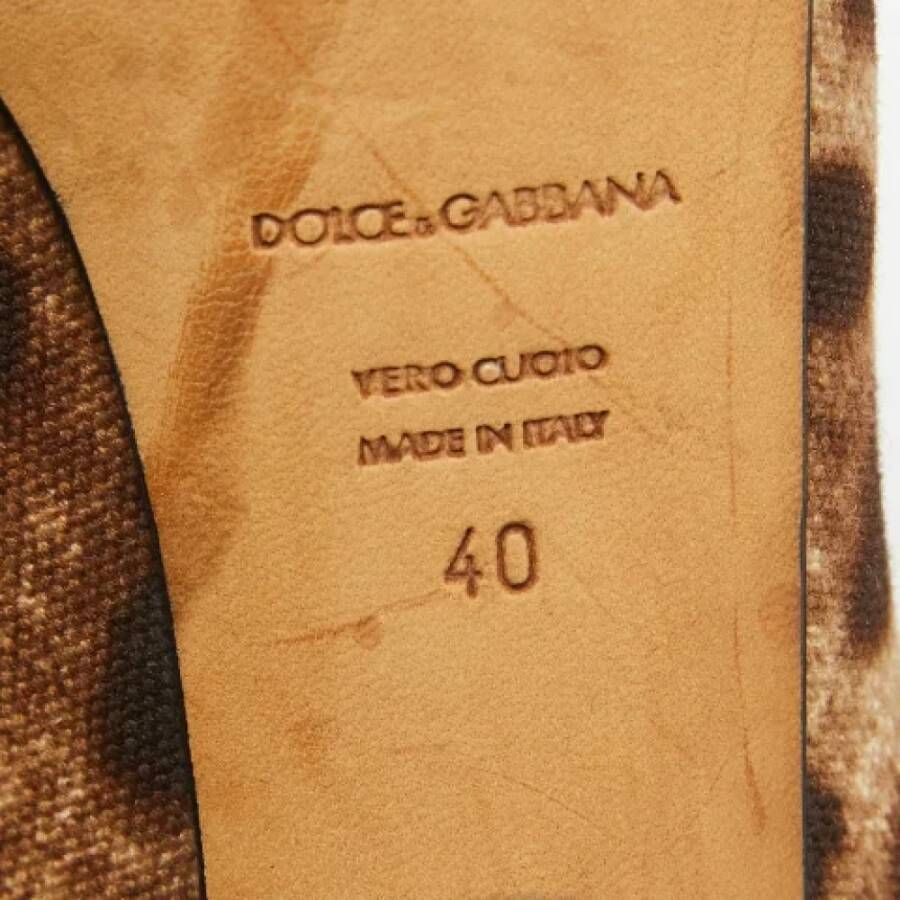 DOLCE & GABBANA
VERO CUOIO
MADE IN ITALY
40